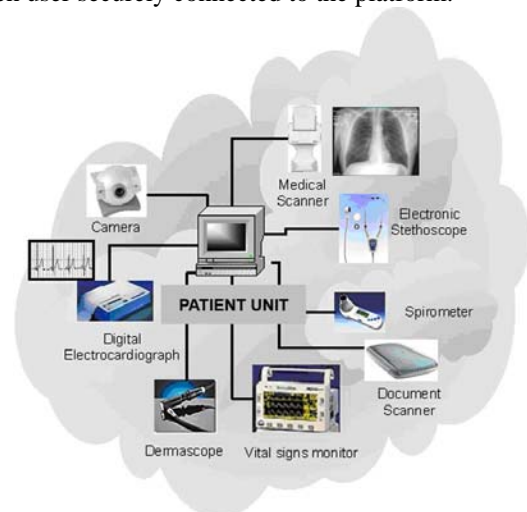 user securely connected to the platform.
Medical
Scanner
Camera
Electronic
Stethoscope
PATIENT UNIT
Spirometer
Digital
Electrocardiograph
Document
Scanner
Dermascope
Vital signs monitor